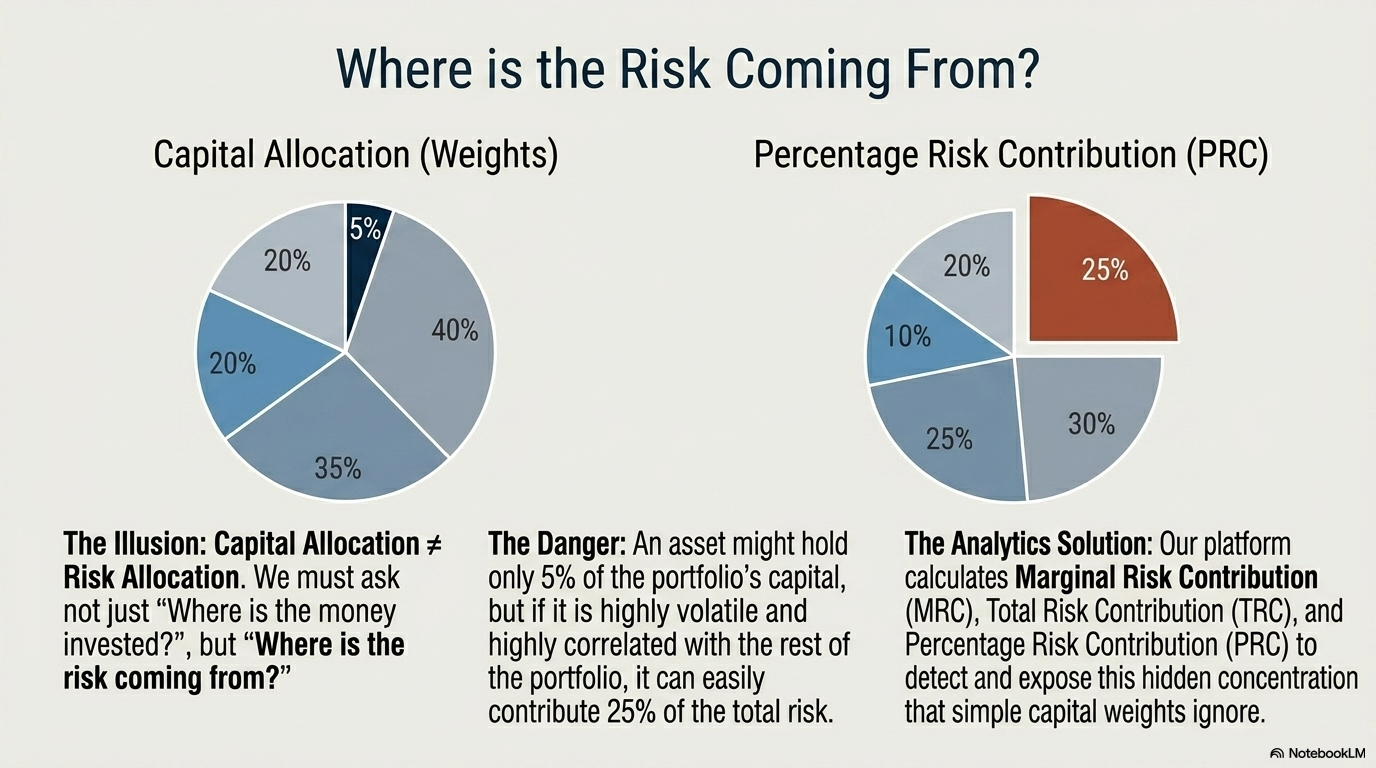 Where is the Risk Coming From?
Capital Allocation (Weights)
5%
40%
35%
20%
20%
Percentage Risk Contribution (PRC)
25%
30%
25%
10%
20%
The Illusion: Capital Allocation ≠
Risk Allocation. We must ask
not just “Where is the money
invested?”, but “Where is the
risk coming from?”
The Danger: An asset might hold
only 5% of the portfolio’s capital,
but if it is highly volatile and
highly correlated with the rest of
the portfolio, it can easily
contribute 25% of the total risk.
The Analytics Solution: Our platform
calculates Marginal Risk Contribution
(MRC), Total Risk Contribution (TRC), and
Percentage Risk Contribution (PRC) to
detect and expose this hidden concentration
that simple capital weights ignore.
NotebookLM